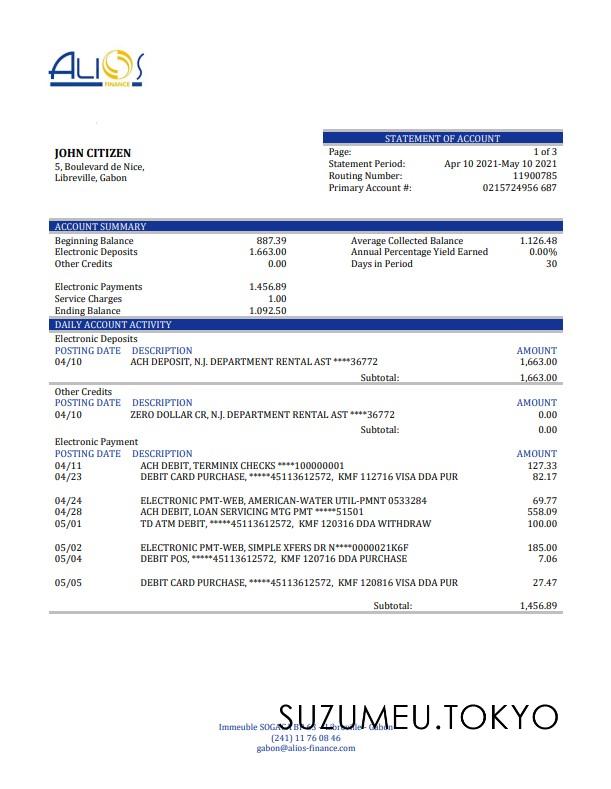 ALIOS
FINANCE
STATEMENT OF ACCOUNT
JOHN CITIZEN
5, Boulevard de Nice,
Libreville, Gabon
Page: 1 of 3
Statement Period: Apr 10 2021-May 10 2021
Routing Number: 11900785
Primary Account #: 0215724956 687
ACCOUNT SUMMARY
Beginning Balance 887.39 Average Collected Balance 1.126.48
Electronic Deposits 1.663.00 Annual Percentage Yield Earned 0.00%
Other Credits 0.00 Days in Period 30
Electronic Payments 1.456.89
Service Charges 1.00
Ending Balance 1.092.50
DAILY ACCOUNT ACTIVITY
Electronic Deposits
POSTING DATE DESCRIPTION AMOUNT
04/10 ACH DEPOSIT, N.J. DEPARTMENT RENTAL AST ****36772 1,663.00
Subtotal: 1,663.00
Other Credits
POSTING DATE DESCRIPTION AMOUNT
04/10 ZERO DOLLAR CR, N.J. DEPARTMENT RENTAL AST ****36772 0.00
Subtotal: 0.00
Electronic Payment
POSTING DATE DESCRIPTION AMOUNT
04/11 ACH DEBIT, TERMINIX CHECKS ****100000001 127.33
04/23 DEBIT CARD PURCHASE, *****45113612572, KMF 112716 VISA DDA PUR 82.17
04/24 ELECTRONIC PMT-WEB, AMERICAN-WATER UTIL-PMNT 0533284 69.77
04/28 ACH DEBIT, LOAN SERVICING MTG PMT *****51501 558.09
05/01 TD ATM DEBIT, *****45113612572, KMF 120316 DDA WITHDRAW 100.00
05/02 ELECTRONIC PMT-WEB, SIMPLE XFERS DR N****0000021K6F 185.00
05/04 DEBIT POS, *****45113612572, KMF 120716 DDA PURCHASE 7.06
05/05 DEBIT CARD PURCHASE, *****45113612572, KMF 120816 VISA DDA PUR 27.47
Subtotal: 1,456.89
SUZUMEU.TOKYO
Immeuble Libreville - Gabon
(241) 11 76 08 46
gabon@alios-finance.com